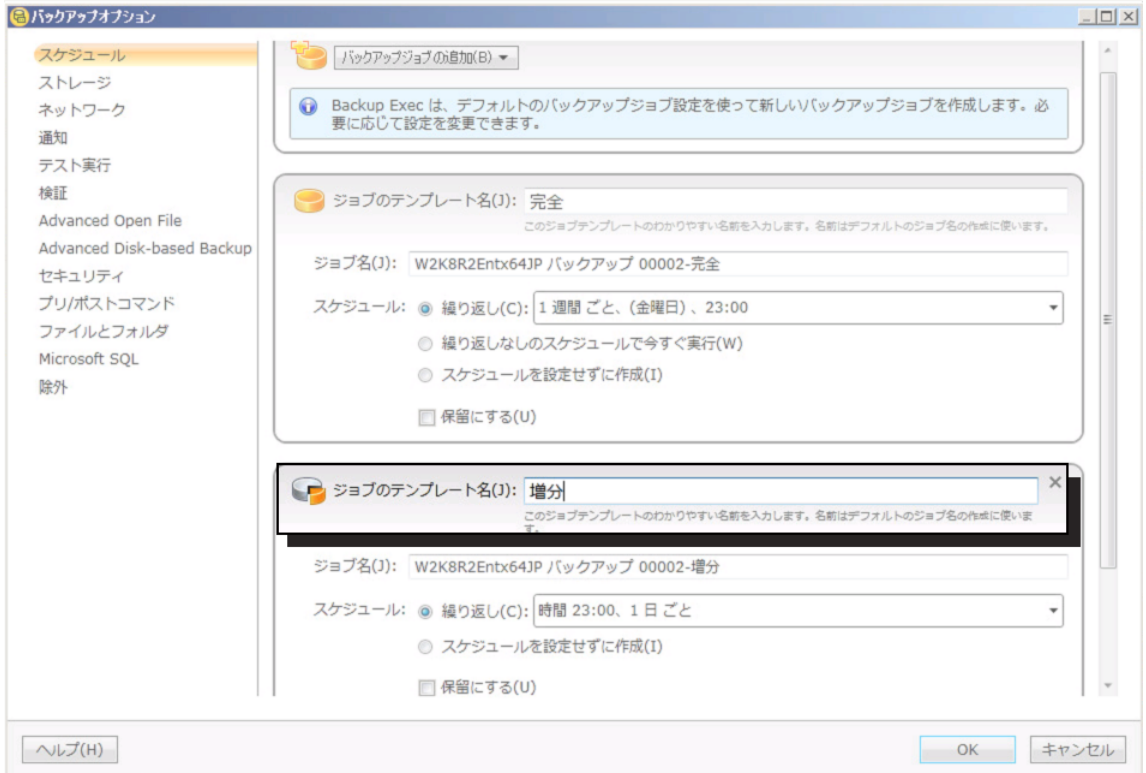 バックアップオプション
スケジュール
ストレージ
ネットワーク
通知
テスト実行
検証
Advanced Open File
Advanced Disk-based Backup
セキュリティ
プリ/ポストコマンド
ファイルとフォルダ
Microsoft SQL
除外
バックアップジョブの追加(B)
Backup Exec は、デフォルトのバックアップジョブ設定を使って新しいバックアップジョブを作成します。必
要に応じて設定を変更できます。
ジョブのテンプレート名(J): 完全
このジョブテンプレートのわかりやすい名前を入力します。名前はデフォルトのジョブ名の作成に使います。
ジョブ名(J): W2K8R2Entx64JP バックアップ 00002-完全
スケジュール: 繰り返し(C): 1 週間 ごと、(金曜日) 、23:00
繰り返しなしのスケジュールで今すぐ実行(W)
スケジュールを設定せずに作成(I)
保留にする(U)
ジョブのテンプレート名(J): 増分
このジョブテンプレートのわかりやすい名前を入力します。名前はデフォルトのジョブ名の作成に使いま
す。
ジョブ名(J): W2K8R2Entx64JP バックアップ 00002-増分
スケジュール: 繰り返し(C): 時間 23:00、1 日 ごと
スケジュールを設定せずに作成(I)
保留にする(U)
ヘルプ(H)
OK
キャンセル